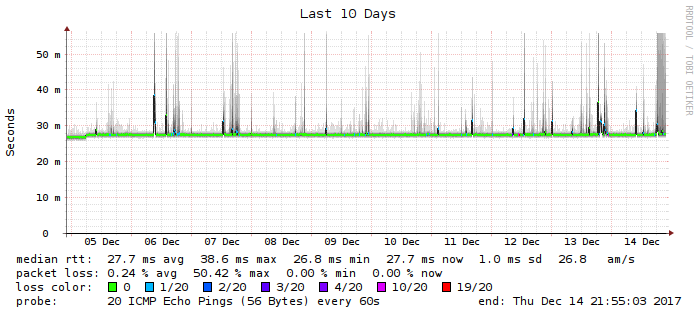 Last 10 Days
RRDTOOL / TOBI OETIKER
Seconds
50 m
40 m
30 m
20 m
10 m
0
05 Dec 06 Dec 07 Dec 08 Dec 09 Dec 10 Dec 11 Dec 12 Dec 13 Dec 14 Dec
median rtt: 27.7 ms avg 38.6 ms max 26.8 ms min 27.7 ms now 1.0 ms sd 26.8 am/s
packet loss: 0.24 % avg 50.42 % max 0.00 % min 0.00 % now
loss color: 0 1/20 2/20 3/20 4/20 10/20 19/20
probe: 20 ICMP Echo Pings (56 Bytes) every 60s end: Thu Dec 14 21:55:03 2017